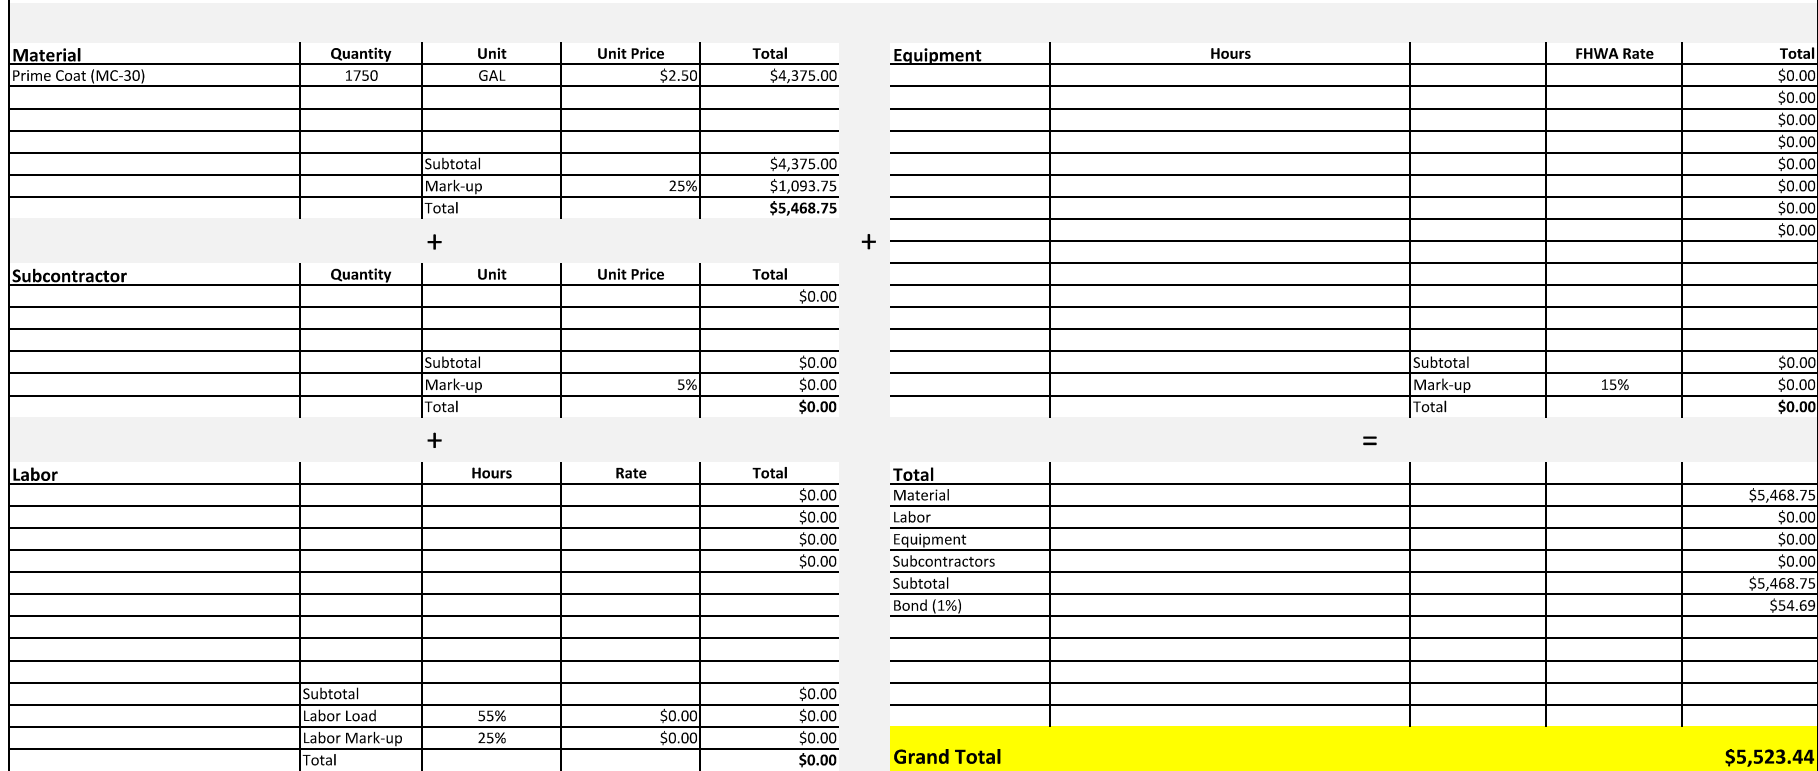 Material Quantity Unit Unit Price Total
Prime Coat (MC-30) 1750 GAL $2.50 $4,375.00
Subtotal $4,375.00
Mark-up 25% $1,093.75
Total $5,468.75
+
Subcontractor Quantity Unit Unit Price Total
$0.00
Subtotal $0.00
Mark-up 5% $0.00
Total $0.00
+
Labor Hours Rate Total
$0.00
$0.00
$0.00
$0.00
Subtotal $0.00
Labor Load 55% $0.00 $0.00
Labor Mark-up 25% $0.00 $0.00
Total $0.00
+
Equipment Hours FHWA Rate Total
$0.00
$0.00
$0.00
$0.00
$0.00
$0.00
$0.00
$0.00
Subtotal $0.00
Mark-up 15% $0.00
Total $0.00
=
Total
Material $5,468.75
Labor $0.00
Equipment $0.00
Subcontractors $0.00
Subtotal $5,468.75
Bond (1%) $54.69
Grand Total $5,523.44